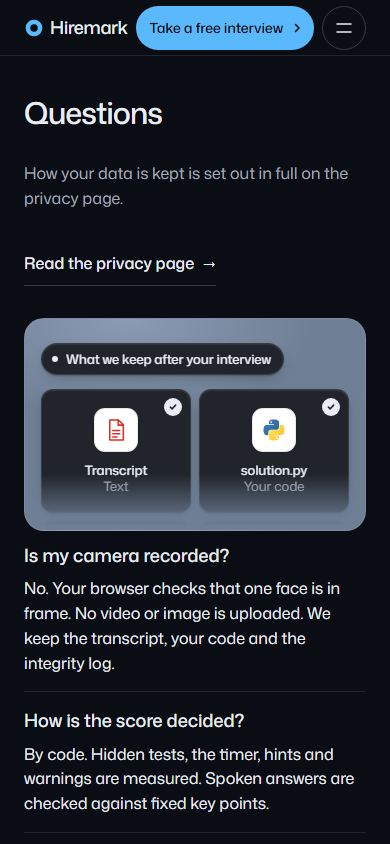 Hiremark
Take a free interview
Questions
How your data is kept is set out in full on the
privacy page.
Read the privacy page →
What we keep after your interview
Transcript
Text
solution.py
Your code
Is my camera recorded?
No. Your browser checks that one face is in
frame. No video or image is uploaded. We
keep the transcript, your code and the
integrity log.
How is the score decided?
By code. Hidden tests, the timer, hints and
warnings are measured. Spoken answers are
checked against fixed key points.